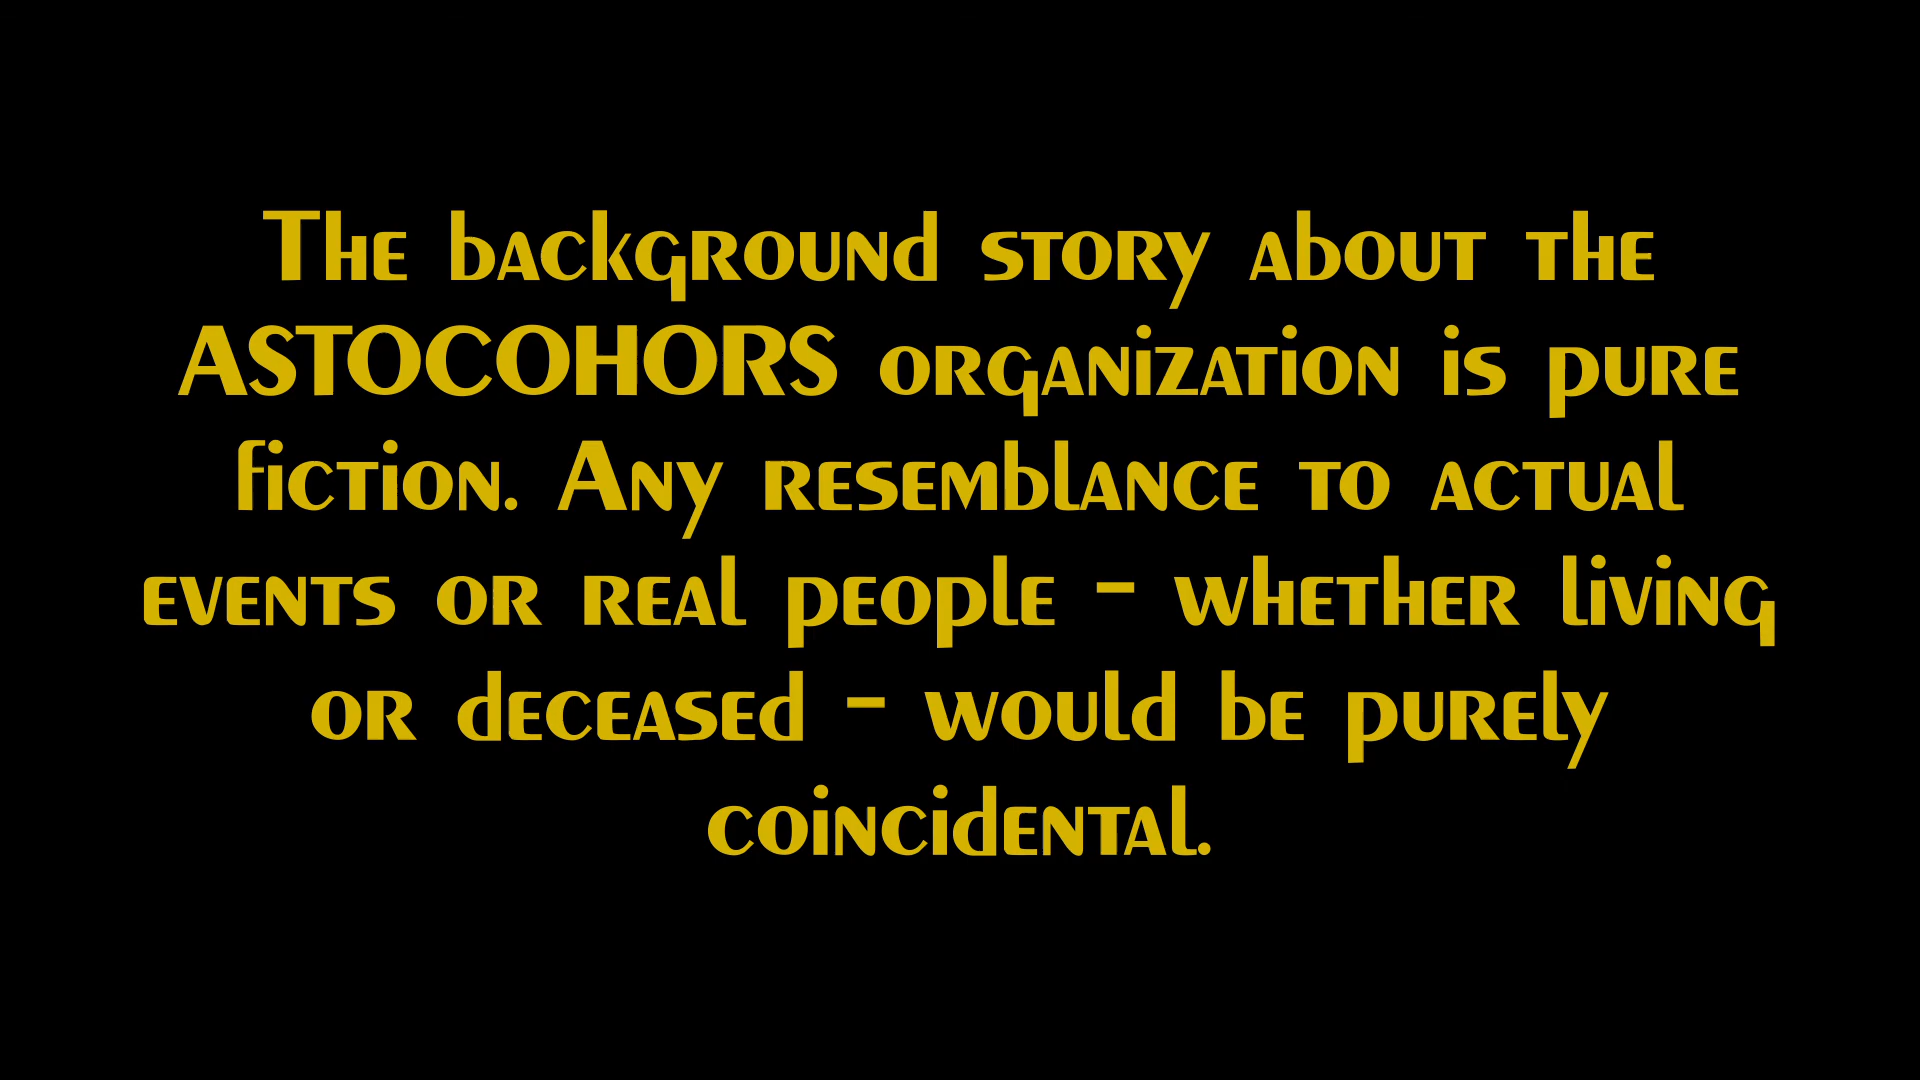 The background story about the
ASTOCOHORS organization is pure
fiction. Any resemblance to actual
events or real people - whether living
or deceased - would be purely
coincidental.